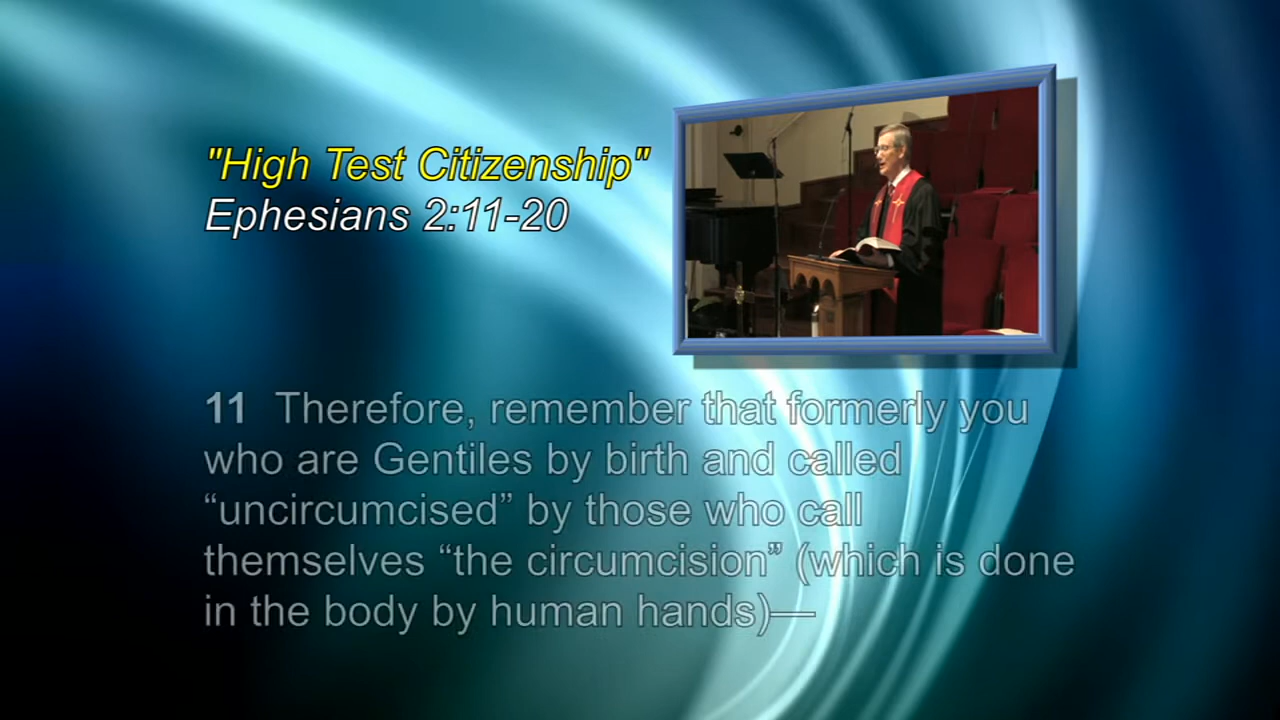 "High Test Citizenship"
Ephesians 2:11-20
11 Therefore, remember that formerly you
who are Gentiles by birth and called
“uncircumcised” by those who call
themselves “the circumcision” (which is done
in the body by human hands)—